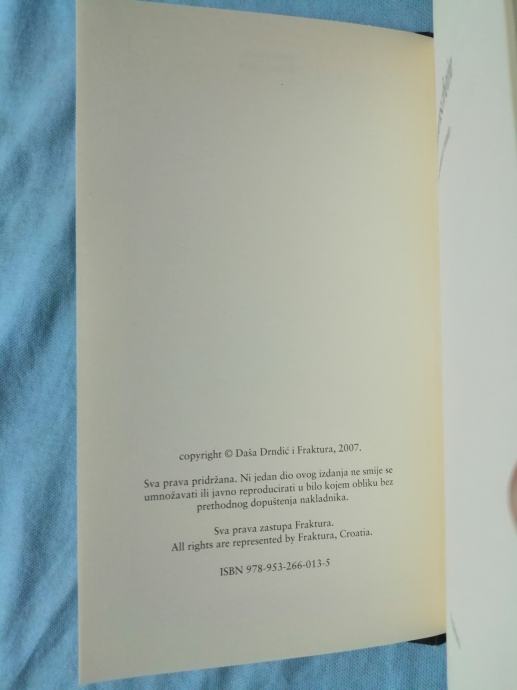 copyright © Daša Drndić i Fraktura, 2007.
Sva prava pridržana. Ni jedan dio ovog izdanja ne smije se
umnožavati ili javno reproducirati u bilo kojem obliku bez
prethodnog dopuštenja nakladnika.
Sva prava zastupa Fraktura.
All rights are represented by Fraktura, Croatia.
ISBN 978-953-266-013-5